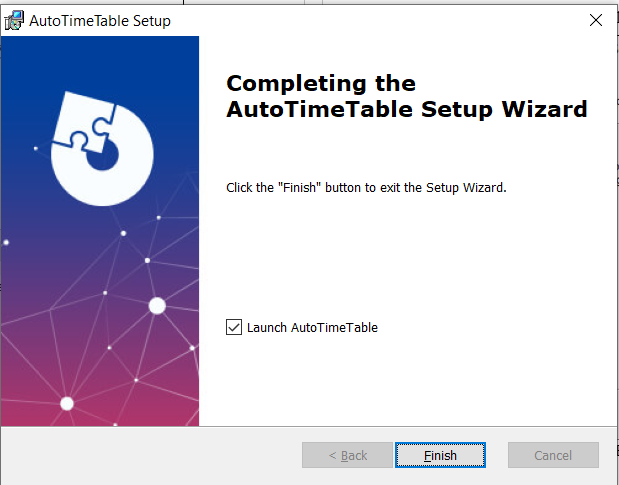 AutoTimeTable Setup
Completing the
AutoTimeTable Setup Wizard
Click the "Finish" button to exit the Setup Wizard.
Launch AutoTimeTable
< Back
Finish
Cancel